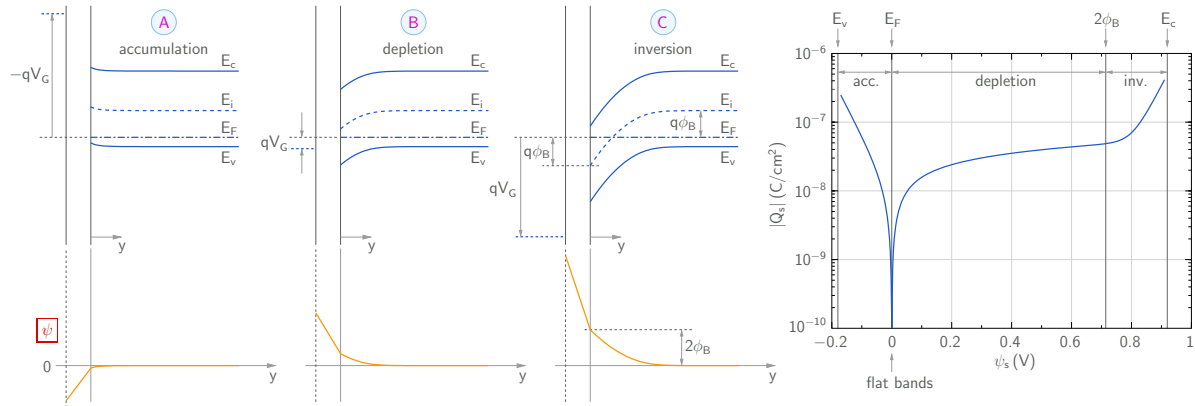 A
accumulation
−qV_G
E_c
E_i
E_F
E_v
y
B
depletion
qV_G
E_c
E_i
E_F
E_v
y
C
inversion
qV_G
qϕ_B
qϕ_B
E_c
E_i
E_F
E_v
y
ψ
0
y
y
2ϕ_B
y
E_v
E_F
2ϕ_B
E_c
acc.
depletion
inv.
|Q_s| (C/cm²)
10⁻⁶
10⁻⁷
10⁻⁸
10⁻⁹
10⁻¹⁰
−0.2 0 0.2 0.4 0.6 0.8 1
ψ_s (V)
flat bands